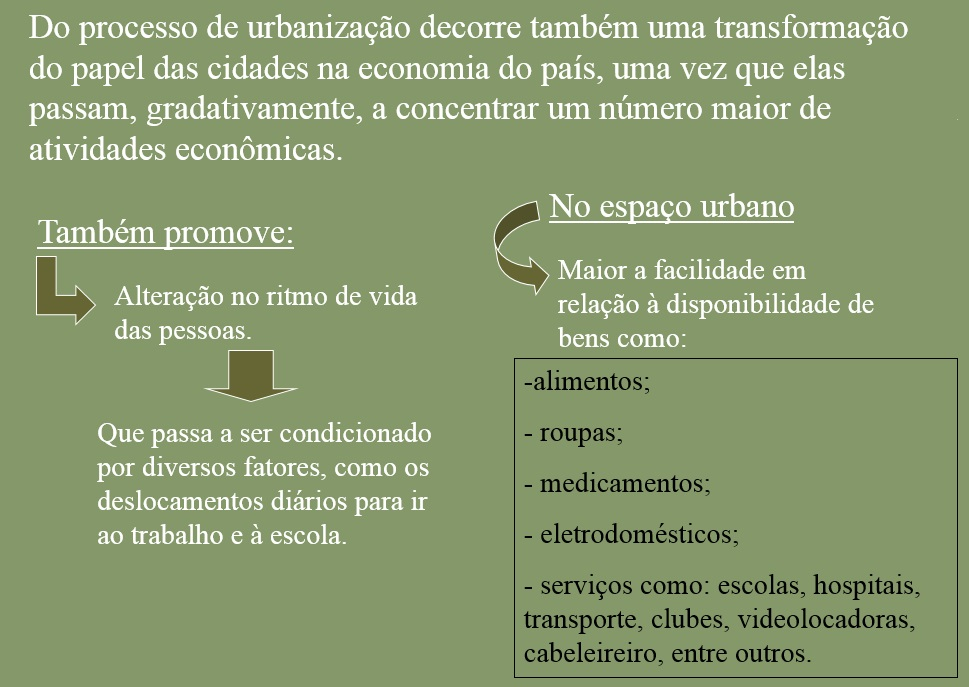 Do processo de urbanização decorre também uma transformação
do papel das cidades na economia do país, uma vez que elas
passam, gradativamente, a concentrar um número maior de
atividades econômicas.
Também promove:
Alteração no ritmo de vida
das pessoas.
Que passa a ser condicionado
por diversos fatores, como os
deslocamentos diários para ir
ao trabalho e à escola.
No espaço urbano
Maior a facilidade em
relação à disponibilidade de
bens como:
-alimentos;
- roupas;
- medicamentos;
- eletrodomésticos;
- serviços como: escolas, hospitais,
transporte, clubes, videolocadoras,
cabeleireiro, entre outros.